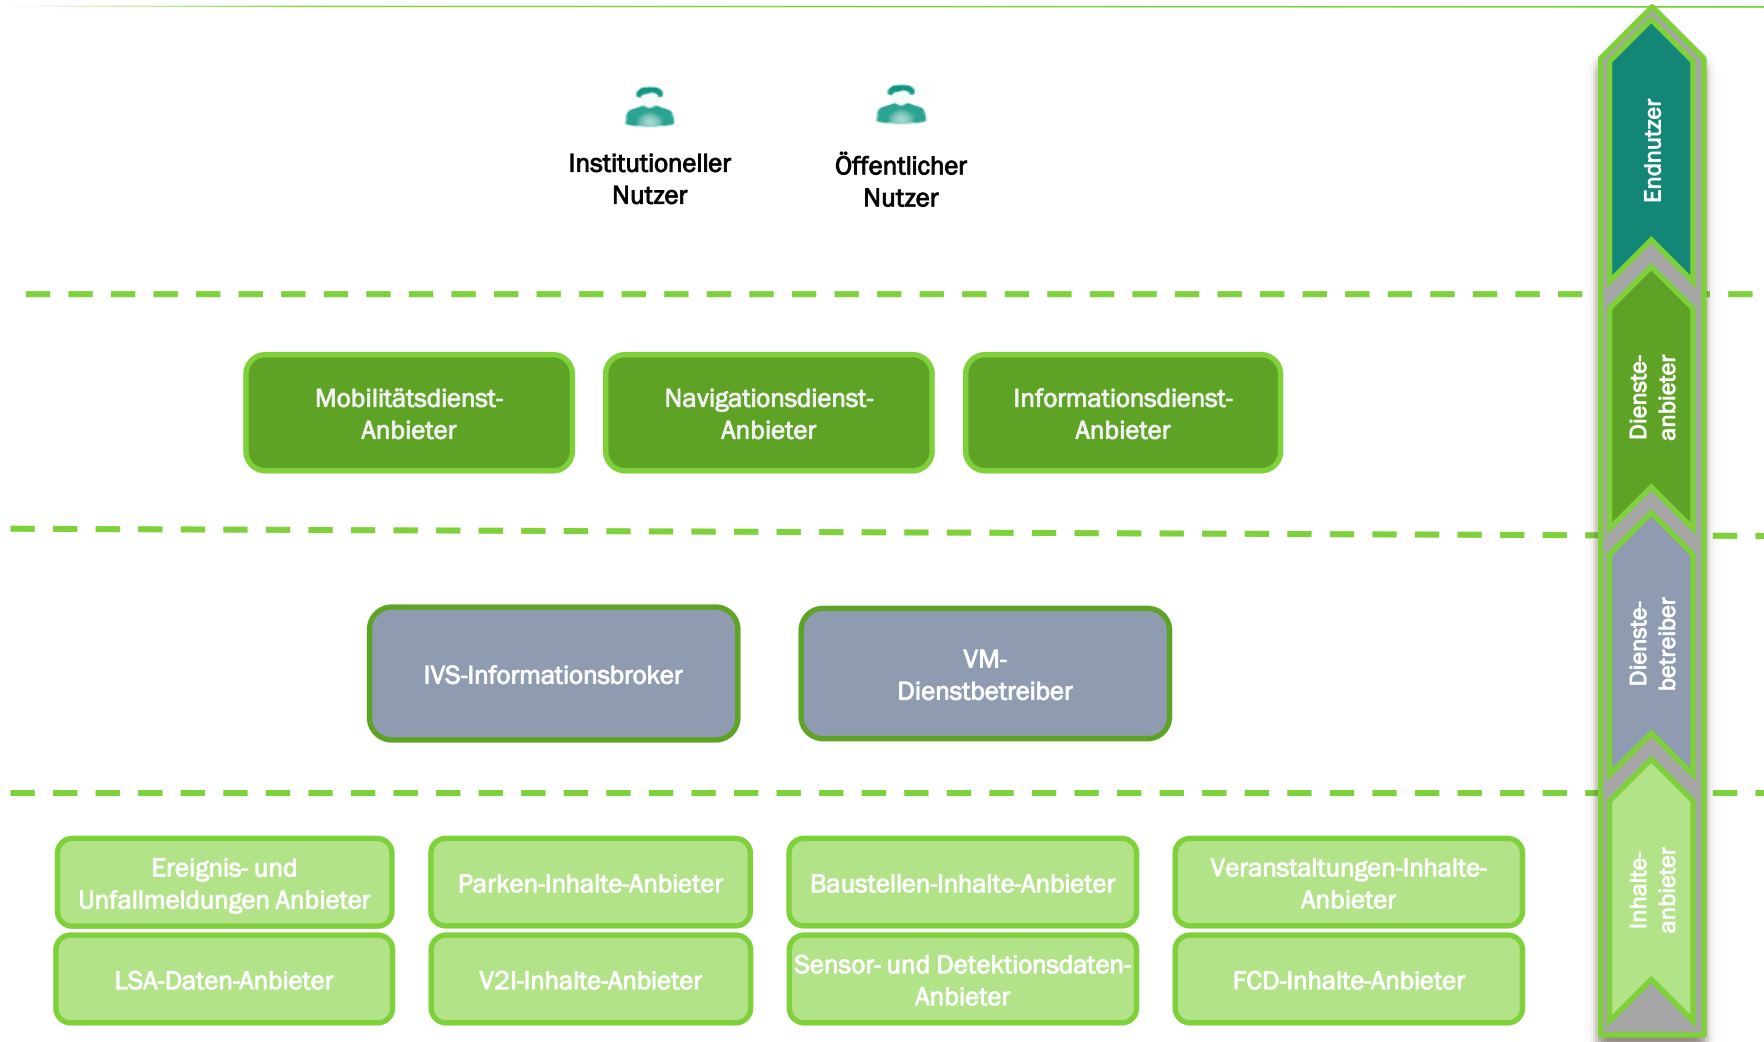 Institutioneller
Nutzer
Öffentlicher
Nutzer
Endnutzer
Mobilitätsdienst-
Anbieter
Navigationsdienst-
Anbieter
Informationsdienst-
Anbieter
Dienste-
anbieter
IVS-Informationsbroker
VM-
Dienstbetreiber
Dienste-
betreiber
Ereignis- und
Unfallmeldungen Anbieter
Parken-Inhalte-Anbieter
Baustellen-Inhalte-Anbieter
Veranstaltungen-Inhalte-
Anbieter
LSA-Daten-Anbieter
V2I-Inhalte-Anbieter
Sensor- und Detektionsdaten-
Anbieter
FCD-Inhalte-Anbieter
Inhalte-
anbieter